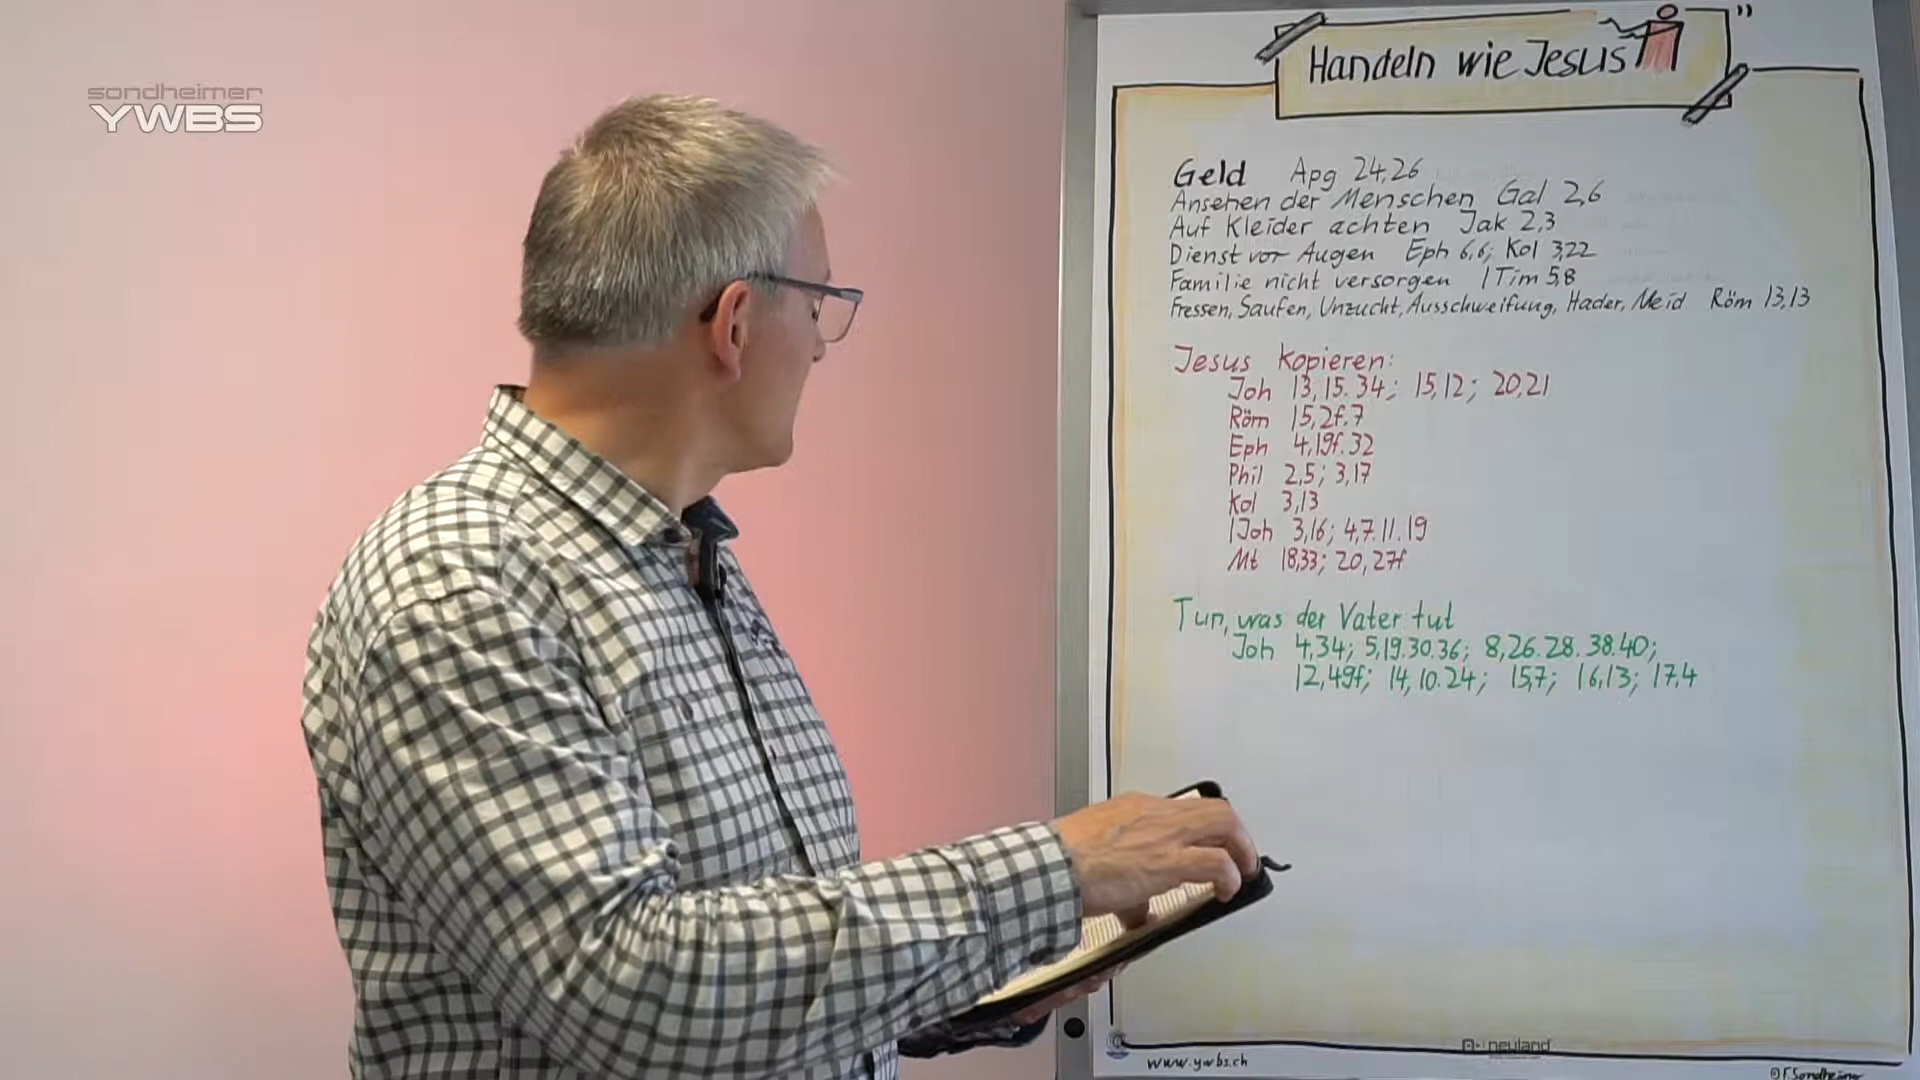 sondheimer
YWBS
Handeln wie Jesus
Geld Apg 24,26
Ansehen der Menschen Gal 2,6
Auf Kleider achten Jak 2,3
Dienst vor Augen Eph 6,6; Kol 3,22
Familie nicht versorgen 1Tim 5,8
Fressen, Saufen, Unzucht, Ausschweifung, Hader, Neid Röm 13,13
Jesus kopieren:
Joh 13,15.34; 15,12; 20,21
Röm 15,2f.7
Eph 4,19f.32
Phil 2,5; 3,17
Kol 3,13
1Joh 3,16; 4,7.11.19
Mt 18,33; 20,27f
Tun, was der Vater tut
Joh 4,34; 5,19.30.36; 8,26.28.38.40;
12,49f; 14,10.24; 15,7; 16,13; 17,4
neuland
www.ywbs.ch
©F.Sondheimer